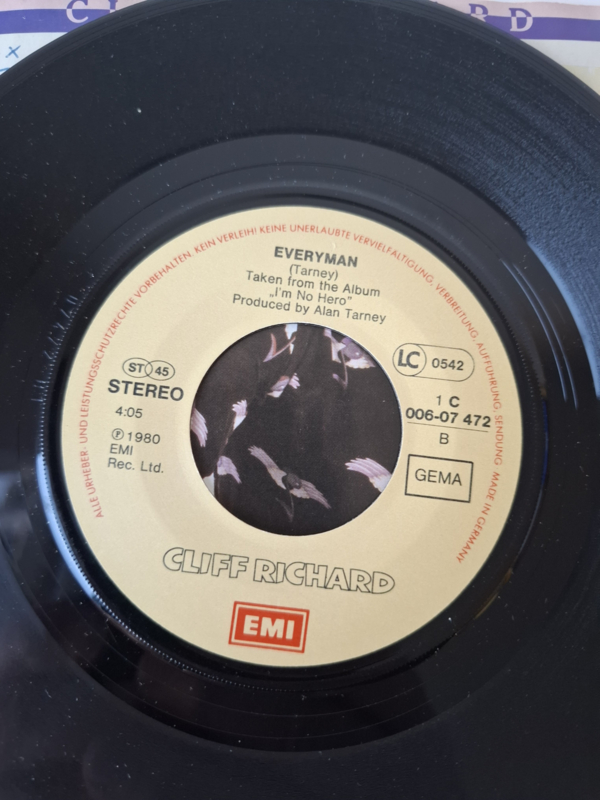 ALLE URHEBER- UND LEISTUNGSSCHUTZRECHTE VORBEHALTEN. KEIN VERLEIH! KEINE UNERLAUBTE VERVIELFÄLTIGUNG, VERBREITUNG, AUFFÜHRUNG, SENDUNG MADE IN GERMANY
EVERYMAN
(Tarney)
Taken from the Album
„I'm No Hero"
Produced by Alan Tarney
ST 45
STEREO
4:05
Ⓟ 1980
EMI
Rec. Ltd.
LC 0542
1 C
006-07 472
B
GEMA
CLIFF RICHARD
EMI